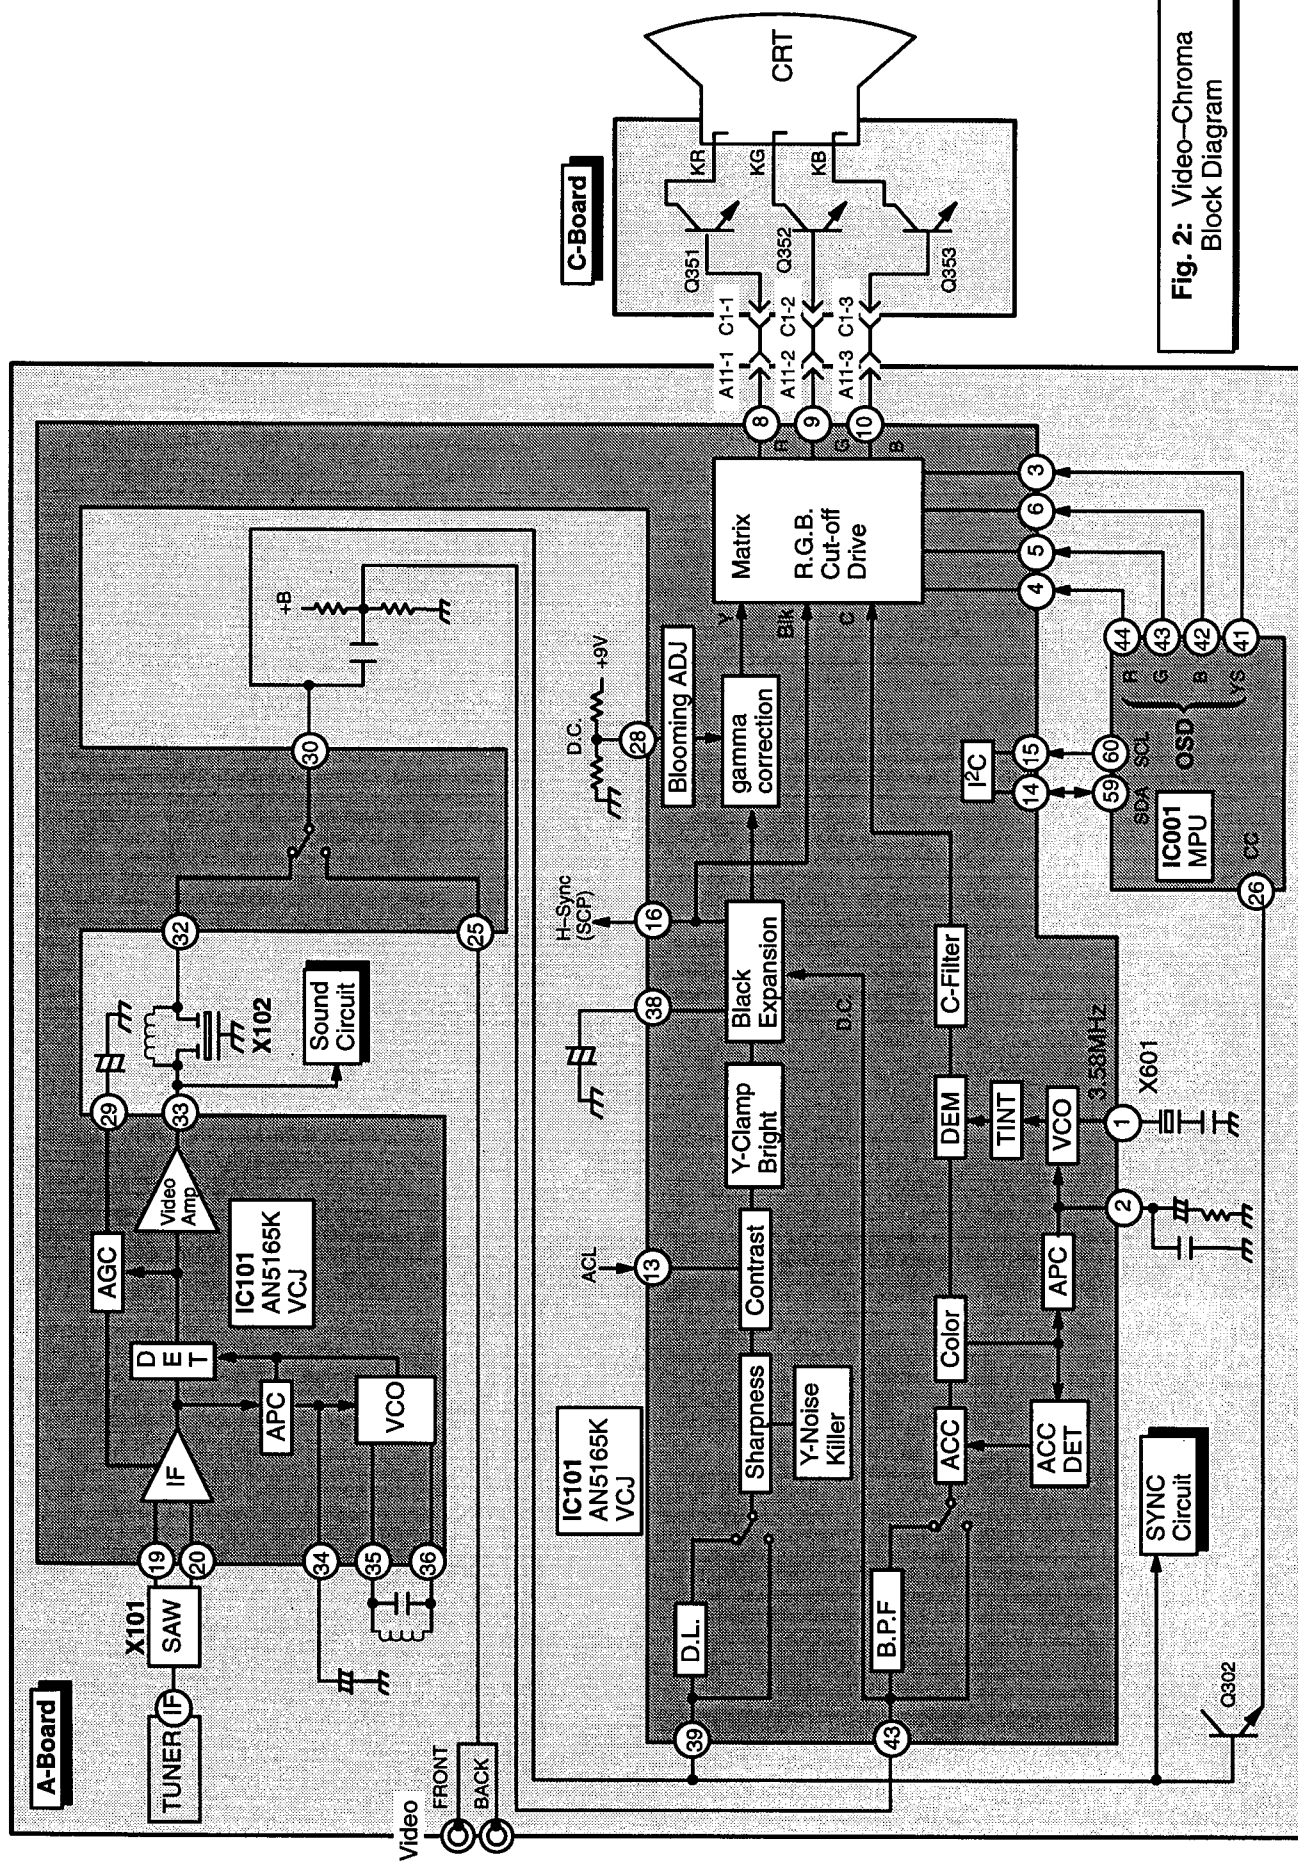 A-Board
TUNER
IF
X101
SAW
19
20
34
35
36
IF
APC
VCO
D
E
T
AGC
IC101
AN5165K
VCJ
Video
Amp
29
33
X102
Sound
Circuit
32
25
30
+B
Video
FRONT
BACK
IC101
AN5165K
VCJ
39
43
D.L.
B.P.F
Sharpness
Y-Noise
Killer
ACL
13
Contrast
Y-Clamp
Bright
38
H-Sync
(SCP)
16
Black
Expansion
D.C.
D.C.
+9V
28
Blooming ADJ
gamma
correction
Y
Blk
C
Matrix
R.G.B.
Cut-off
Drive
ACC
ACC
DET
Color
APC
2
DEM
TINT
VCO
1
3.58MHz
X601
C-Filter
I²C
14
15
59
60
SDA
SCL
IC001
MPU
CC
26
OSD
R
G
B
YS
44
43
42
41
4
5
6
3
8
9
10
R
G
B
A11-1
C1-1
A11-2
C1-2
A11-3
C1-3
C-Board
Q351
Q352
Q353
KR
KG
KB
CRT
SYNC
Circuit
Q302
Fig. 2: Video–Chroma
Block Diagram